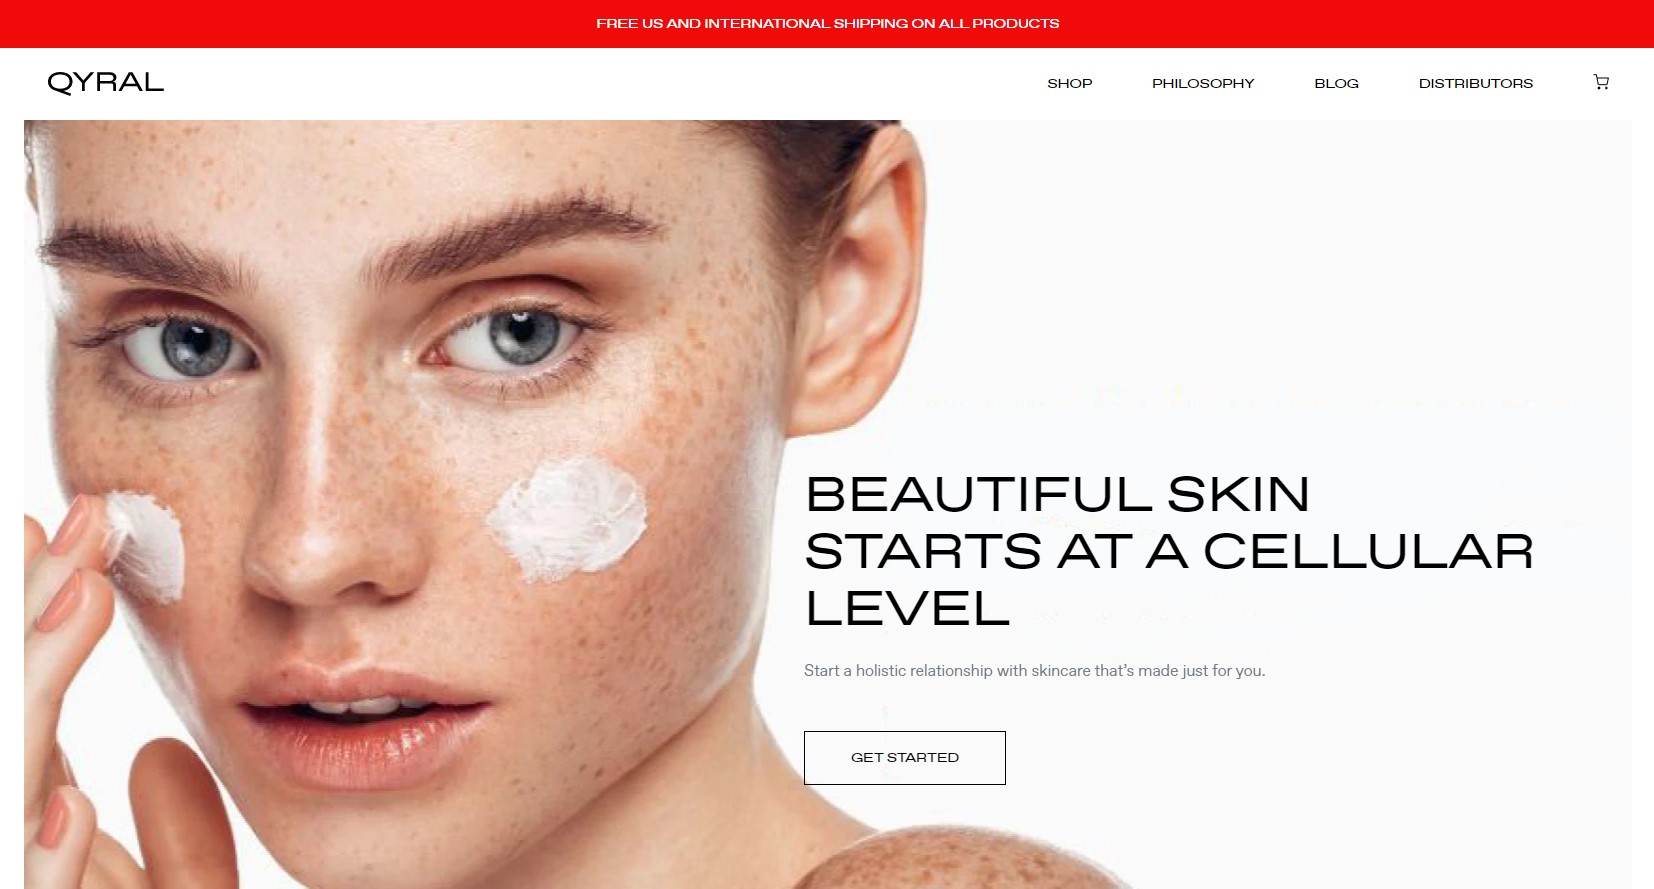 FREE US AND INTERNATIONAL SHIPPING ON ALL PRODUCTS
QYRAL
SHOP
PHILOSOPHY
BLOG
DISTRIBUTORS
BEAUTIFUL SKIN
STARTS AT A CELLULAR
LEVEL
Start a holistic relationship with skincare that’s made just for you.
GET STARTED